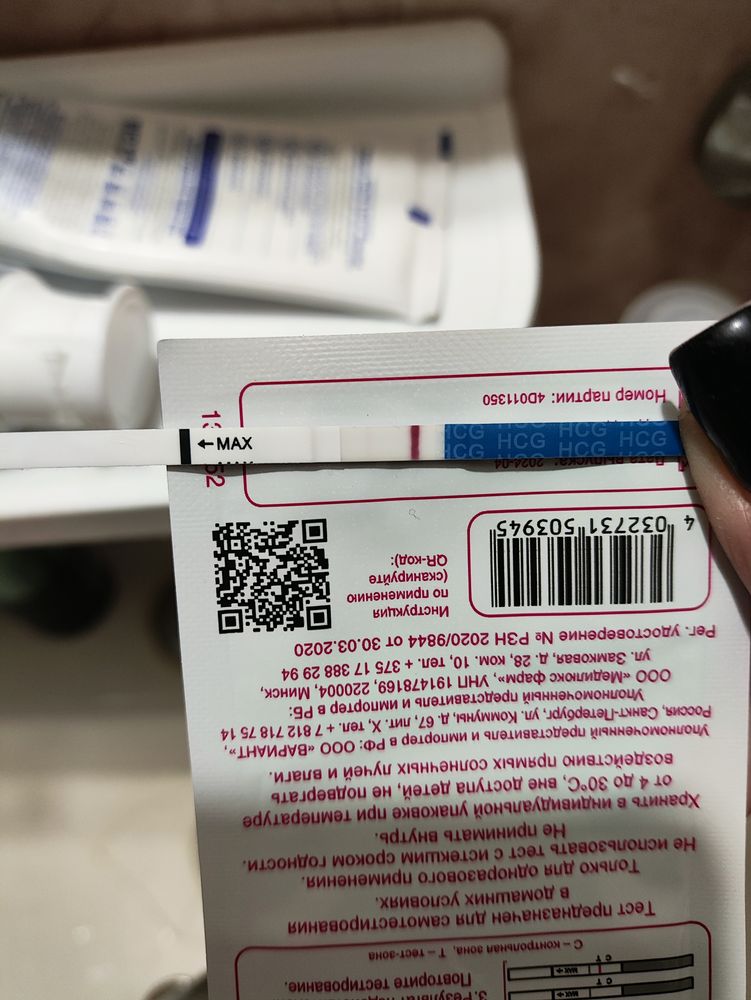 MAX
C T
MAX
C T
3.Результат
Повторите тестирование.
C – контрольная зона, T – тест-зона
Тест предназначен для самотестирования
в домашних условиях.
Только для одноразового применения.
Не использовать тест с истекшим сроком годности.
Не принимать внутрь.
Хранить в индивидуальной упаковке при температуре
от 4 до 30°С, вне доступа детей, не подвергать
воздействию прямых солнечных лучей и влаги.
Уполномоченный представитель и импортер в РФ: ООО «ВАРИАНТ»,
Россия, Санкт-Петербург, ул. Коммуны, д. 67, лит. Х, тел. + 7 812 718 75 14
Уполномоченный представитель и импортер в РБ:
ООО «Медилюкс фарм», УНП 191478169, 220004, Минск,
ул. Замковая, д. 28, ком. 10, тел. + 375 17 388 29 94
Рег. удостоверение № РЗН 2020/9844 от 30.03.2020
4 032731 503945
Инструкция
по применению
(сканируйте
QR-код):
Дата выпуска: 2024-04
Номер партии: 4D011350
←MAX
HCG HCG HCG HCG